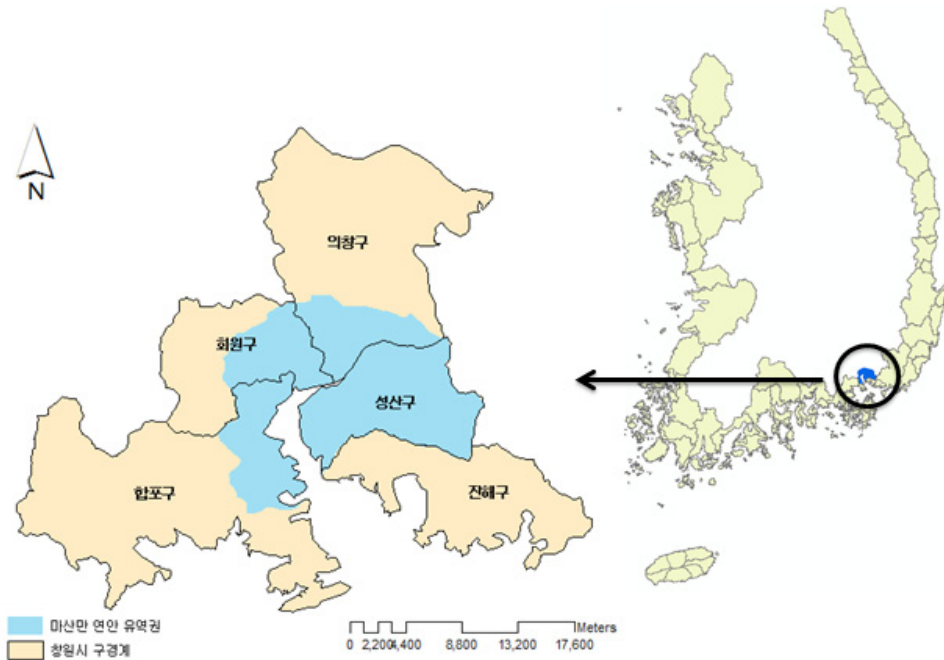 N
의창구
회원구
성산구
합포구
진해구
마산만 연안 유역권
창원시 구경계
Meters
0 2,200 4,400 8,800 13,200 17,600